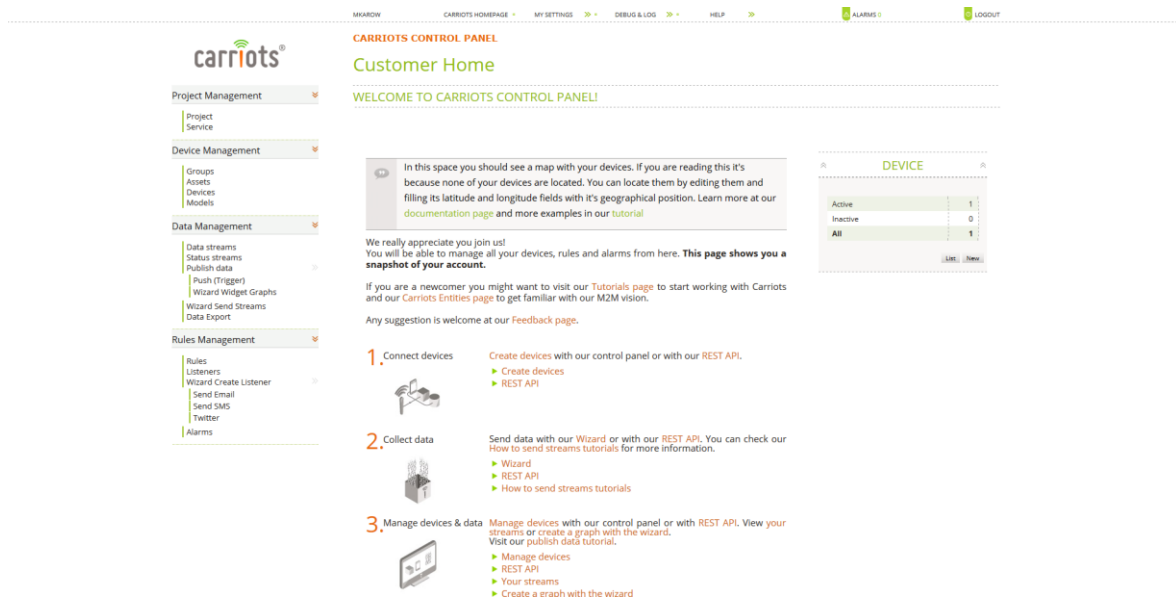 MKAROW CARRIOTS HOMEPAGE MY SETTINGS DEBUG & LOG HELP ALARMS 0 LOGOUT
carriots®
CARRIOTS CONTROL PANEL
Customer Home
WELCOME TO CARRIOTS CONTROL PANEL!
Project Management
Project
Service
Device Management
Groups
Assets
Devices
Models
Data Management
Data streams
Status streams
Publish data
Push (Trigger)
Wizard Widget Graphs
Wizard Send Streams
Data Export
Rules Management
Rules
Listeners
Wizard Create Listener
Send Email
Send SMS
Twitter
Alarms
In this space you should see a map with your devices. If you are reading this it's
because none of your devices are located. You can locate them by editing them and
filling its latitude and longitude fields with it's geographical position. Learn more at our
documentation page and more examples in our tutorial
We really appreciate you join us!
You will be able to manage all your devices, rules and alarms from here. This page shows you a
snapshot of your account.
If you are a newcomer you might want to visit our Tutorials page to start working with Carriots
and our Carriots Entities page to get familiar with our M2M vision.
Any suggestion is welcome at our Feedback page.
1. Connect devices
Create devices with our control panel or with our REST API.
Create devices
REST API
2. Collect data
Send data with our Wizard or with our REST API. You can check our
How to send streams tutorials for more information.
Wizard
REST API
How to send streams tutorials
3. Manage devices & data
Manage devices with our control panel or with REST API. View your
streams or create a graph with the wizard.
Visit our publish data tutorial.
Manage devices
REST API
Your streams
Create a graph with the wizard
DEVICE
Active 1
Inactive 0
All 1
List New